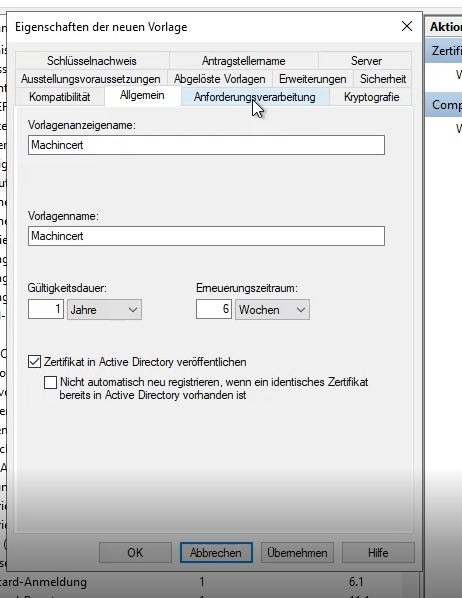 Eigenschaften der neuen Vorlage
Aktio
Schlüsselnachweis Antragstellername Server
Ausstellungsvoraussetzungen Abgelöste Vorlagen Erweiterungen Sicherheit
Kompatibilität Allgemein Anforderungsverarbeitung Kryptografie
Zertifi
Comp
Vorlagenanzeigename:
Machincert
Vorlagenname:
Machincert
Gültigkeitsdauer: Erneuerungszeitraum:
1 Jahre 6 Wochen
Zertifikat in Active Directory veröffentlichen
Nicht automatisch neu registrieren, wenn ein identisches Zertifikat
bereits in Active Directory vorhanden ist
OK Abbrechen Übernehmen Hilfe
card-Anmeldung 1 6.1